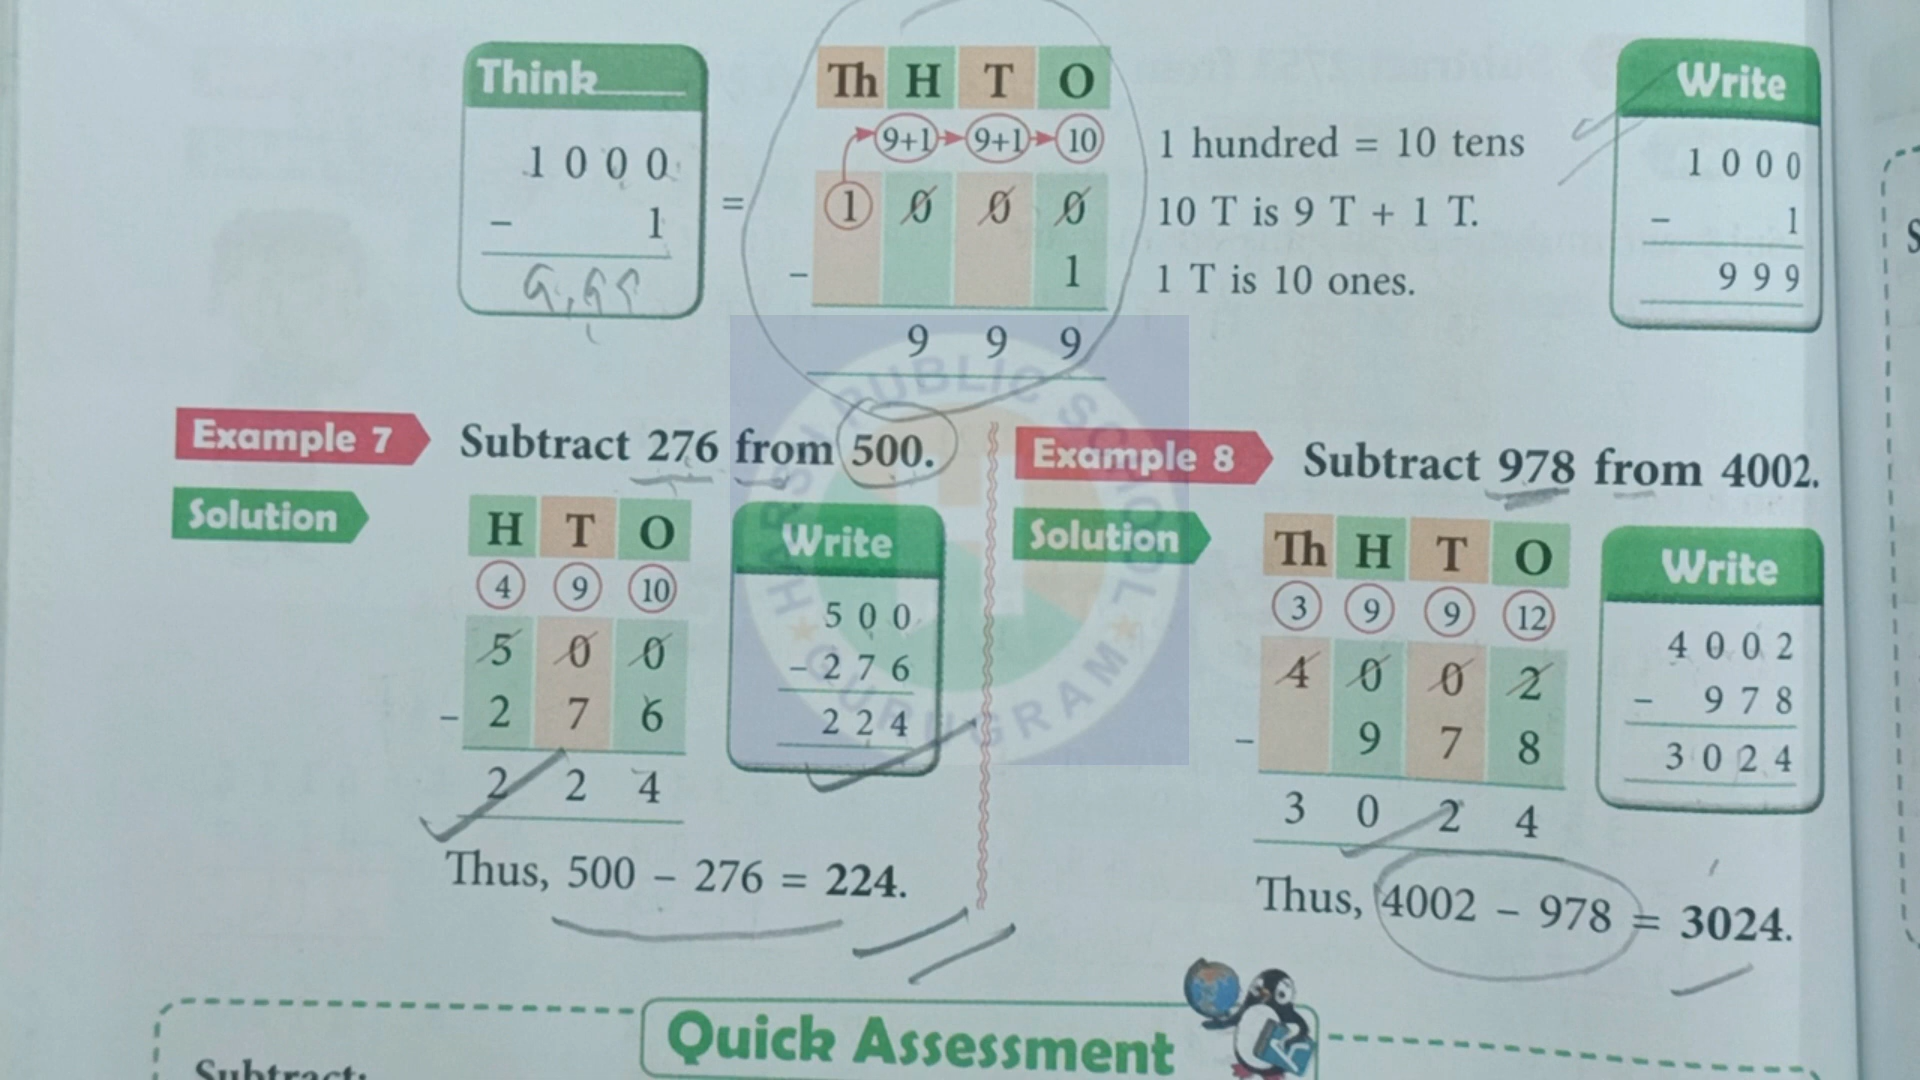 Think
1 0 0 0
- 1
9,99
=
Th H T O
9+1 9+1 10
1 0 0 0
- 1
9 9 9
1 hundred = 10 tens
10 T is 9 T + 1 T.
1 T is 10 ones.
Write
1 0 0 0
- 1
9 9 9
Example 7 Subtract 276 from 500.
Solution
H T O
4 9 10
5 0 0
- 2 7 6
2 2 4
Write
5 0 0
- 2 7 6
2 2 4
Thus, 500 - 276 = 224.
Example 8 Subtract 978 from 4002.
Solution
Th H T O
3 9 9 12
4 0 0 2
- 9 7 8
3 0 2 4
Write
4 0 0 2
- 9 7 8
3 0 2 4
Thus, 4002 - 978 = 3024.
Quick Assessment
Subtract:
PUBLIC SCHOOL
GURUGRAM
S